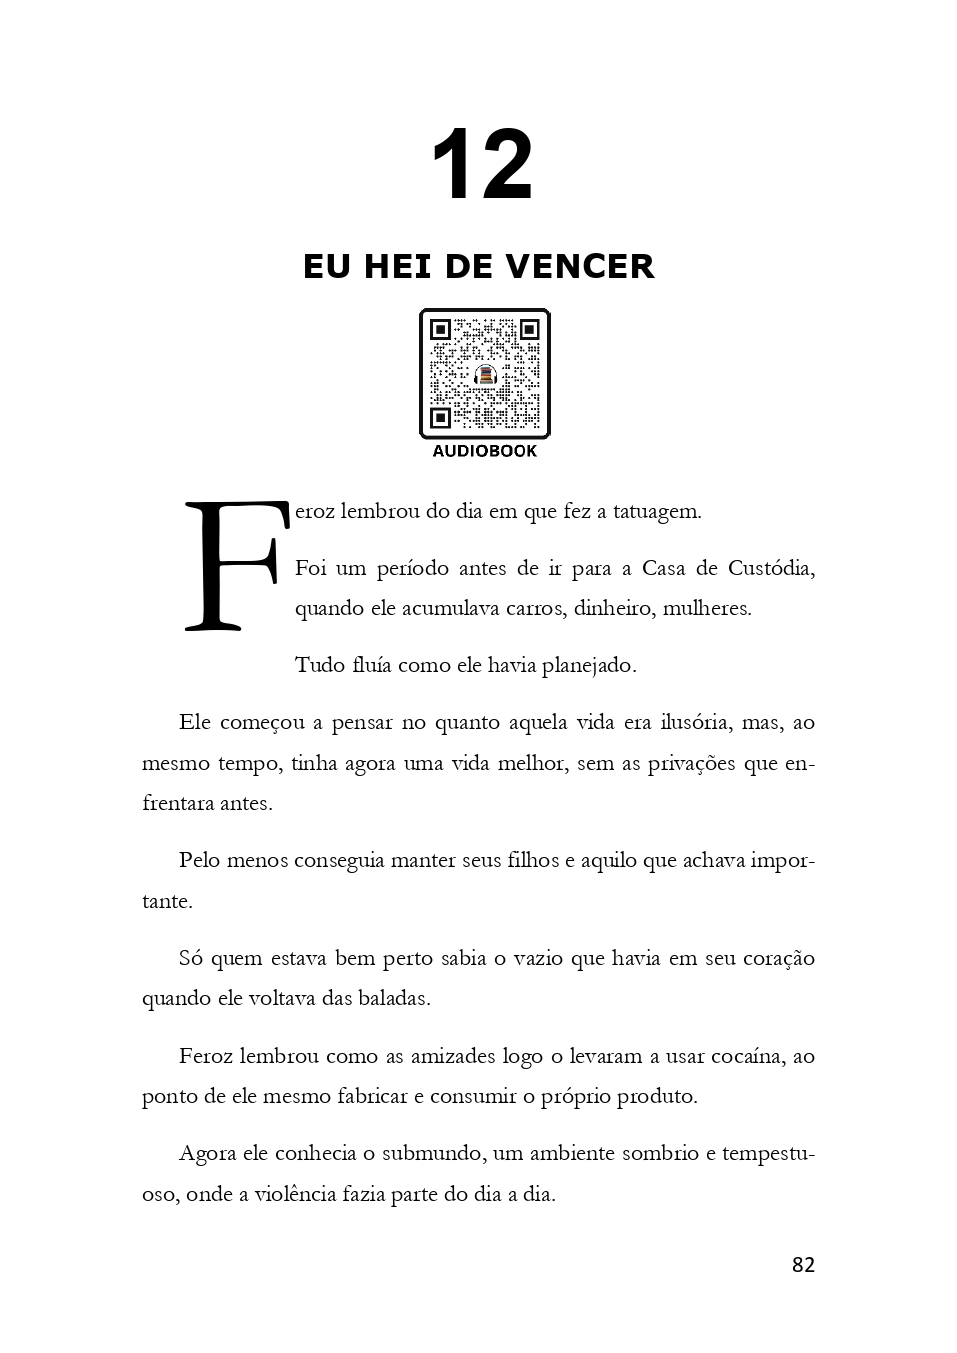 12
EU HEI DE VENCER
AUDIOBOOK
Feroz lembrou do dia em que fez a tatuagem.
Foi um período antes de ir para a Casa de Custódia,
quando ele acumulava carros, dinheiro, mulheres.
Tudo fluía como ele havia planejado.
Ele começou a pensar no quanto aquela vida era ilusória, mas, ao
mesmo tempo, tinha agora uma vida melhor, sem as privações que en-
frentara antes.
Pelo menos conseguia manter seus filhos e aquilo que achava impor-
tante.
Só quem estava bem perto sabia o vazio que havia em seu coração
quando ele voltava das baladas.
Feroz lembrou como as amizades logo o levaram a usar cocaína, ao
ponto de ele mesmo fabricar e consumir o próprio produto.
Agora ele conhecia o submundo, um ambiente sombrio e tempestu-
oso, onde a violência fazia parte do dia a dia.
82